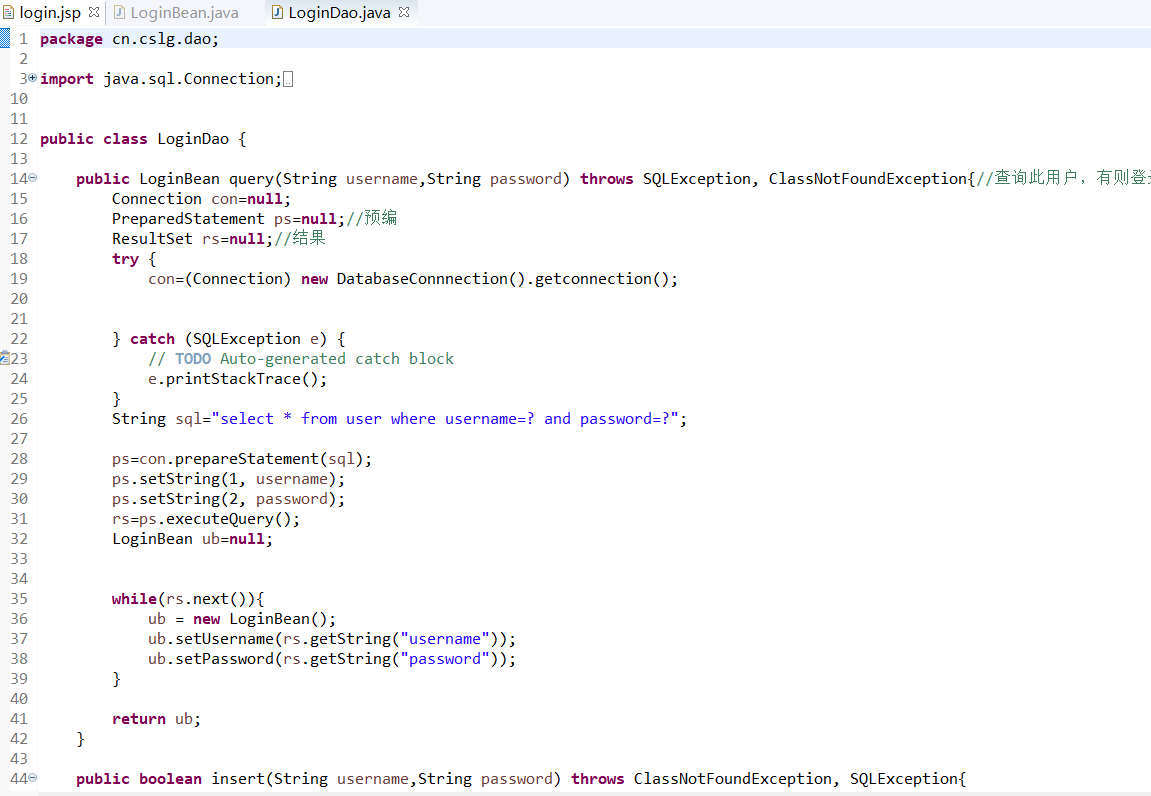 login.jsp LoginBean.java LoginDao.java
1 package cn.cslg.dao;
2
3 import java.sql.Connection;
10
11
12 public class LoginDao {
13
14 public LoginBean query(String username,String password) throws SQLException, ClassNotFoundException{//查询此用户，有则登
15 Connection con=null;
16 PreparedStatement ps=null;//预编
17 ResultSet rs=null;//结果
18 try {
19 con=(Connection) new DatabaseConnnection().getconnection();
20
21
22 } catch (SQLException e) {
23 // TODO Auto-generated catch block
24 e.printStackTrace();
25 }
26 String sql="select * from user where username=? and password=?";
27
28 ps=con.prepareStatement(sql);
29 ps.setString(1, username);
30 ps.setString(2, password);
31 rs=ps.executeQuery();
32 LoginBean ub=null;
33
34
35 while(rs.next()){
36 ub = new LoginBean();
37 ub.setUsername(rs.getString("username"));
38 ub.setPassword(rs.getString("password"));
39 }
40
41 return ub;
42 }
43
44 public boolean insert(String username,String password) throws ClassNotFoundException, SQLException{